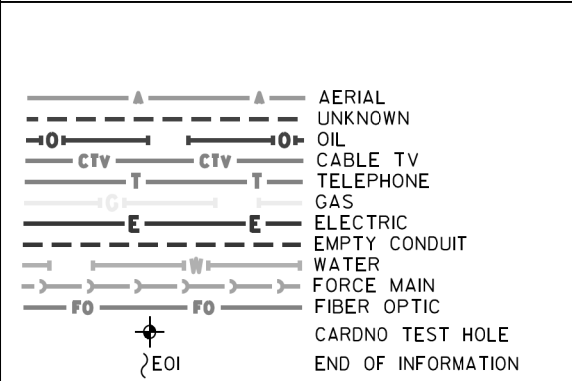 A A AERIAL
UNKNOWN
O O OIL
CTV CTV CABLE TV
T T TELEPHONE
G GAS
E E ELECTRIC
EMPTY CONDUIT
W WATER
FORCE MAIN
FO FO FIBER OPTIC
CARDNO TEST HOLE
EOI END OF INFORMATION